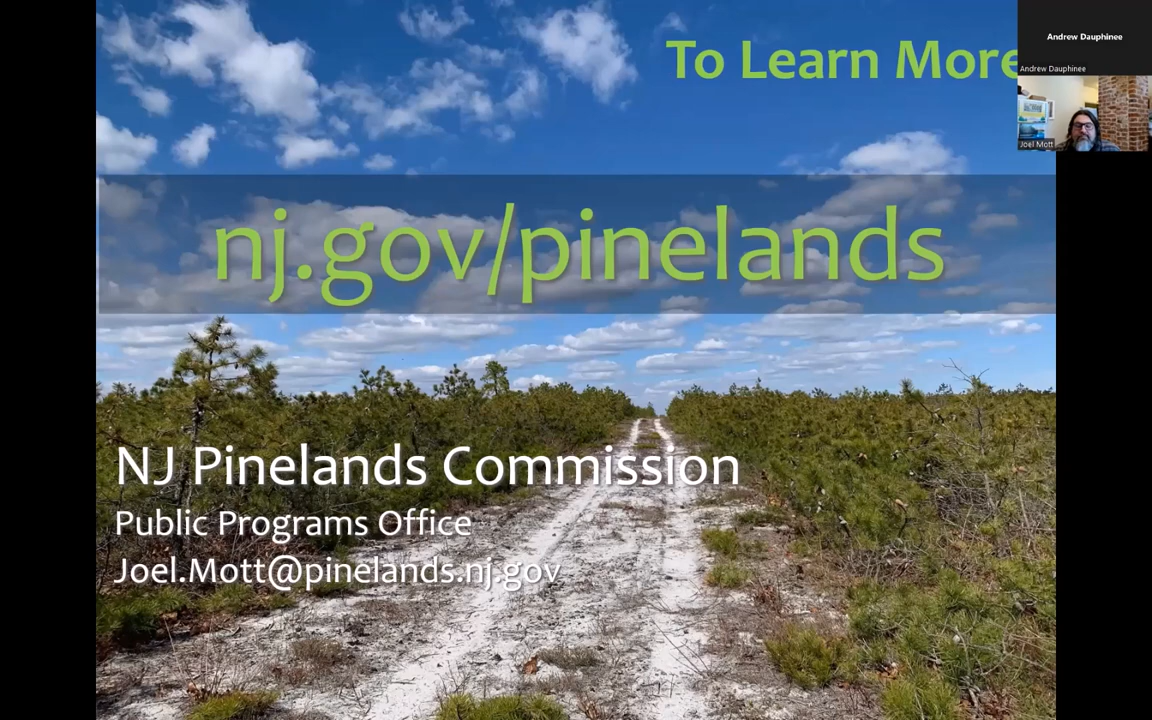 To Learn More
Andrew Dauphinee
Andrew Dauphinee
Joel Mott
nj.gov/pinelands
NJ Pinelands Commission
Public Programs Office
Joel.Mott@pinelands.nj.gov